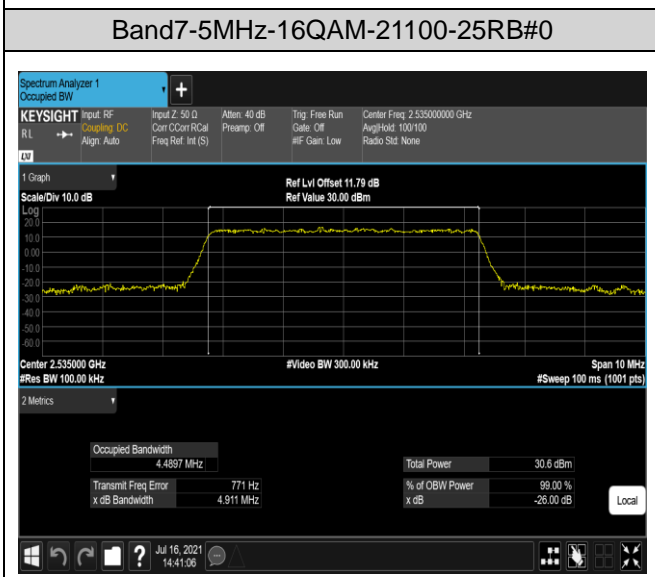 Band7-5MHz-16QAM-21100-25RB#0
Spectrum Analyzer 1
Occupied BW
+
KEYSIGHT
Input: RF
Input Z: 50 Ω
Atten: 40 dB
Trig: Free Run
Center Freq: 2.535000000 GHz
R L
Coupling: DC
Corr CCorr RCal
Preamp: Off
Gate: Off
Avg|Hold: 100/100
Align: Auto
Freq Ref: Int (S)
#IF Gain: Low
Radio Std: None
LXI
1 Graph
Ref Lvl Offset 11.79 dB
Scale/Div 10.0 dB
Ref Value 30.00 dBm
Log
20.0
10.0
0.00
-10.0
-20.0
-30.0
-40.0
-50.0
-60.0
Center 2.535000 GHz
#Video BW 300.00 kHz
Span 10 MHz
#Res BW 100.00 kHz
#Sweep 100 ms (1001 pts)
2 Metrics
Occupied Bandwidth
4.4897 MHz
Total Power 30.6 dBm
Transmit Freq Error 771 Hz
% of OBW Power 99.00 %
x dB Bandwidth 4.911 MHz
x dB -26.00 dB
Local
?
Jul 16, 2021
14:41:06